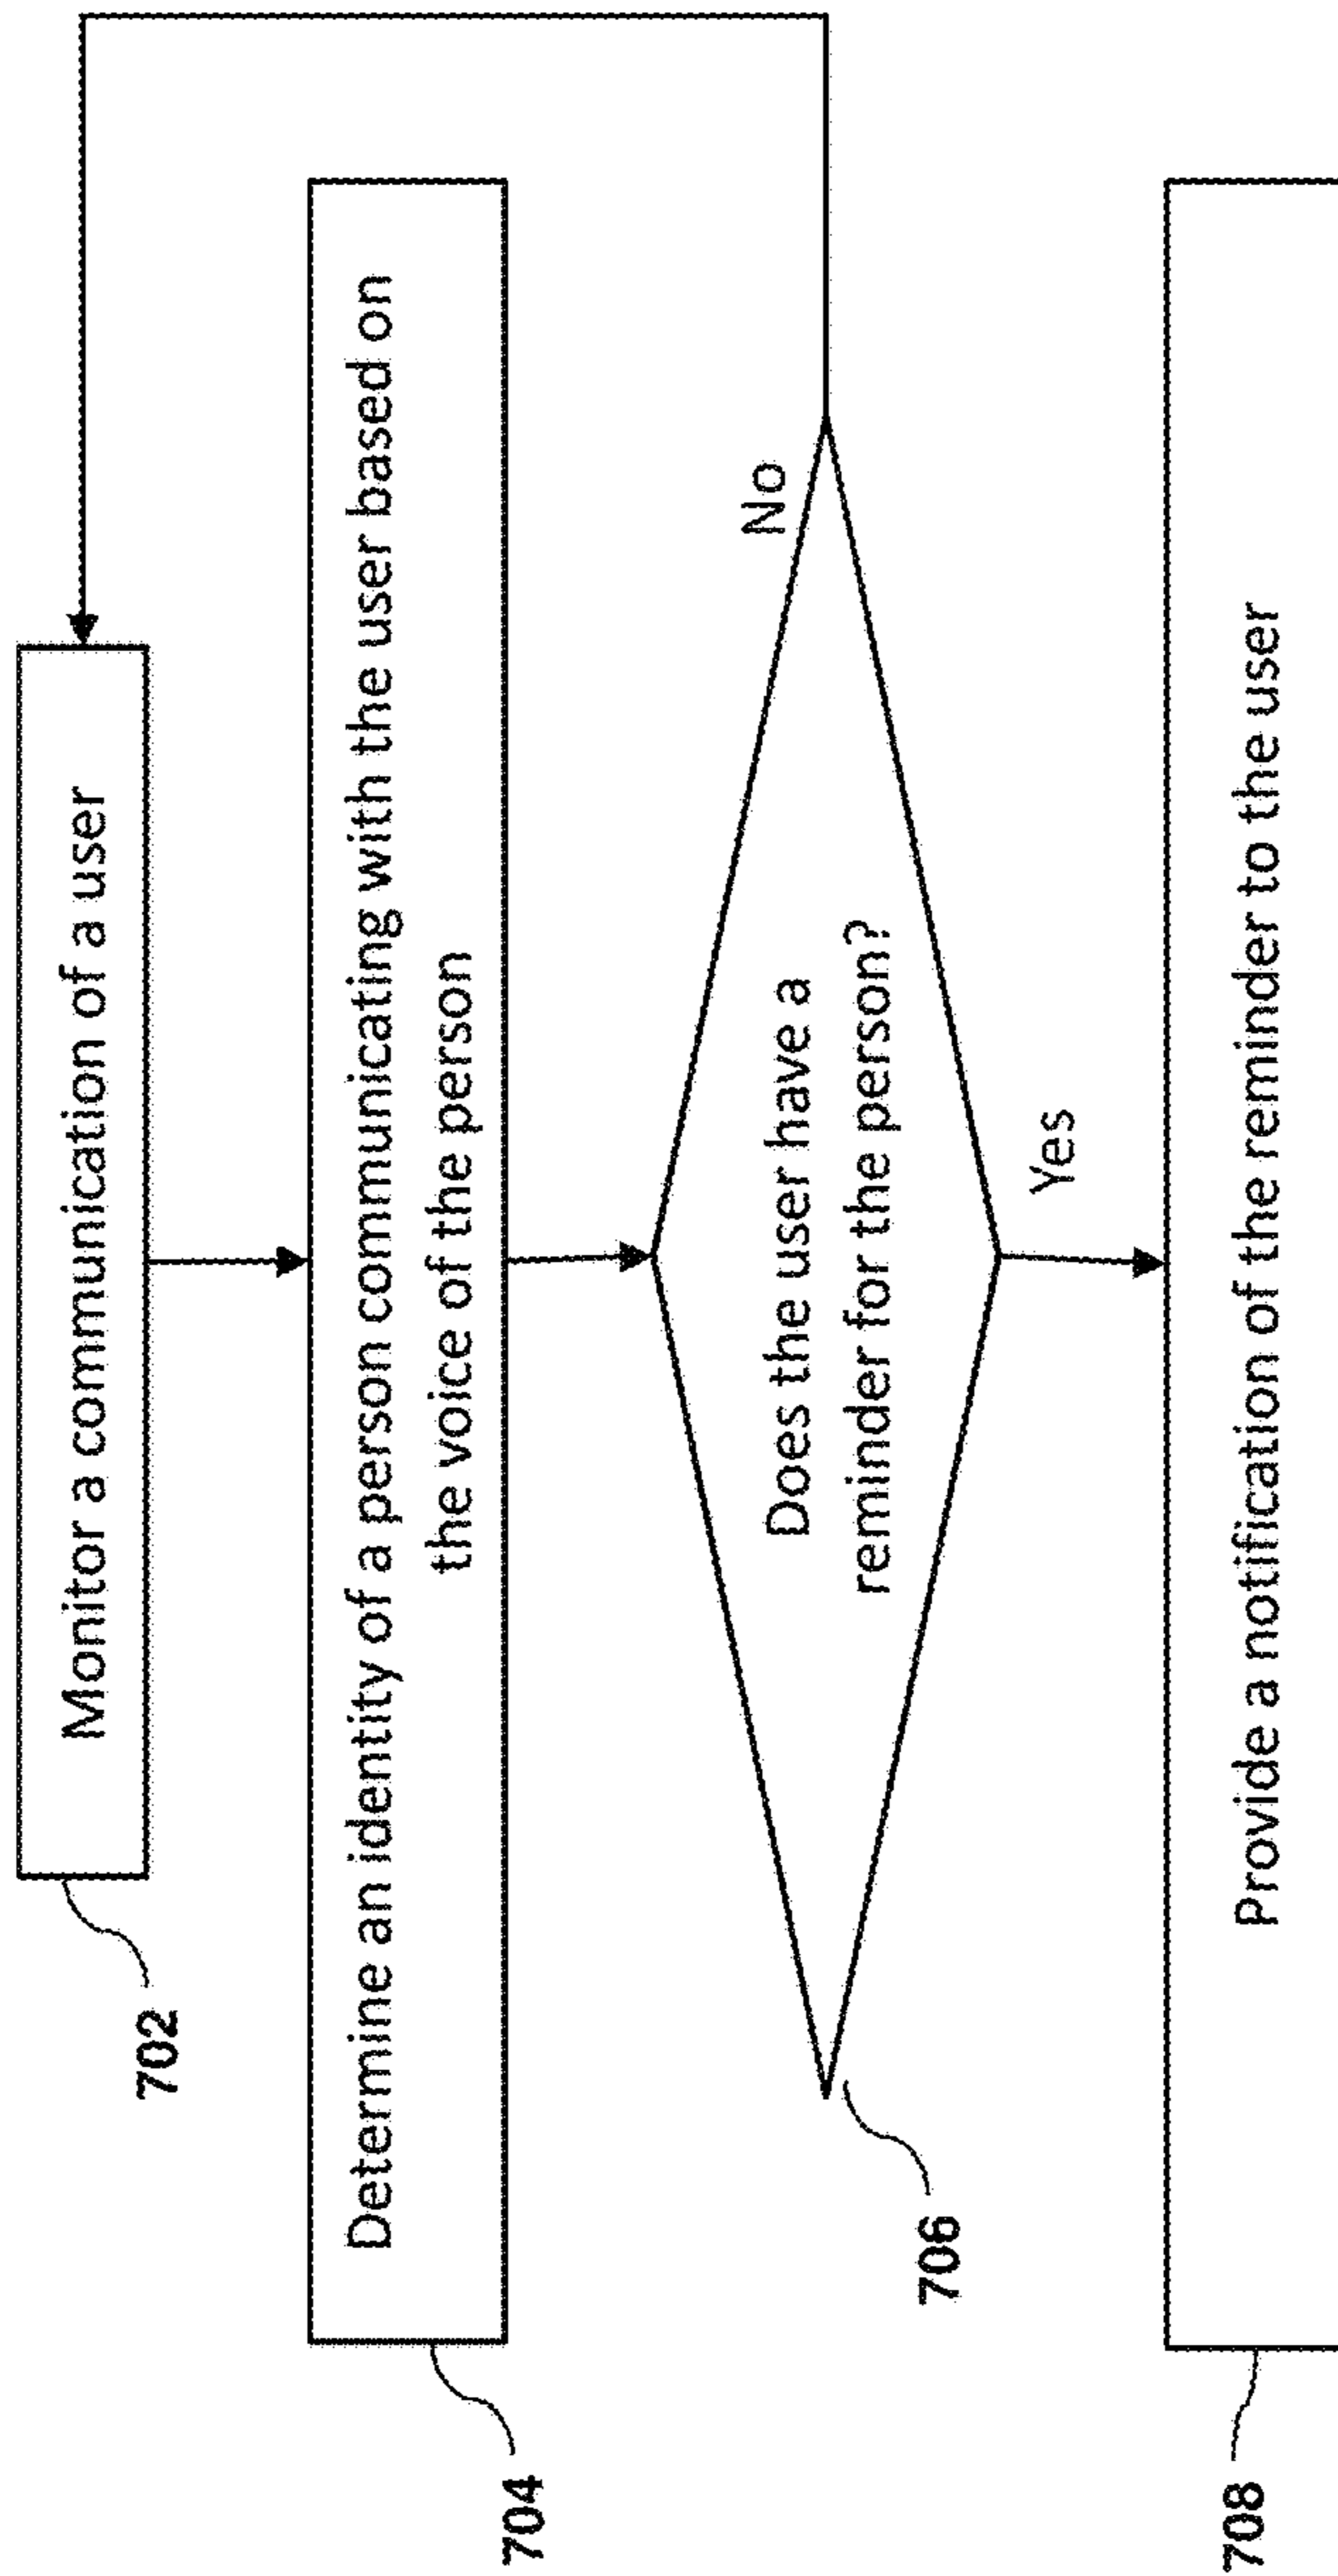 Monitor a communication of a user
702
Determine an identity of a person communicating with the user based on
the voice of the person
704
Does the user have a
reminder for the person?
No
706
Yes
Provide a notification of the reminder to the user
708